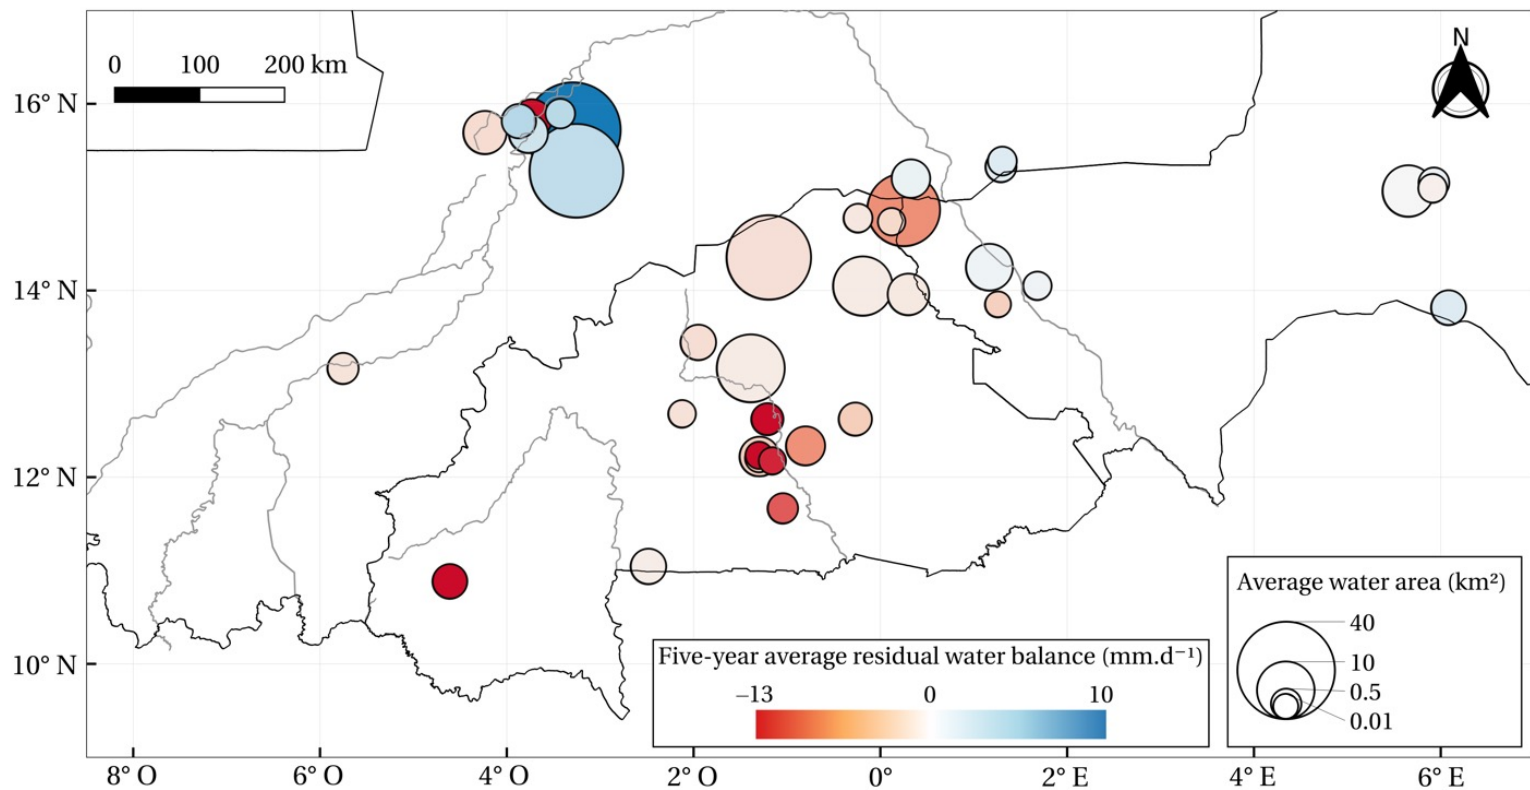 N
0 100 200 km
16° N
14° N
12° N
10° N
Average water area (km²)
40
10
0.5
0.01
Five-year average residual water balance (mm.d⁻¹)
−13 0 10
8° O 6° O 4° O 2° O 0° 2° E 4° E 6° E